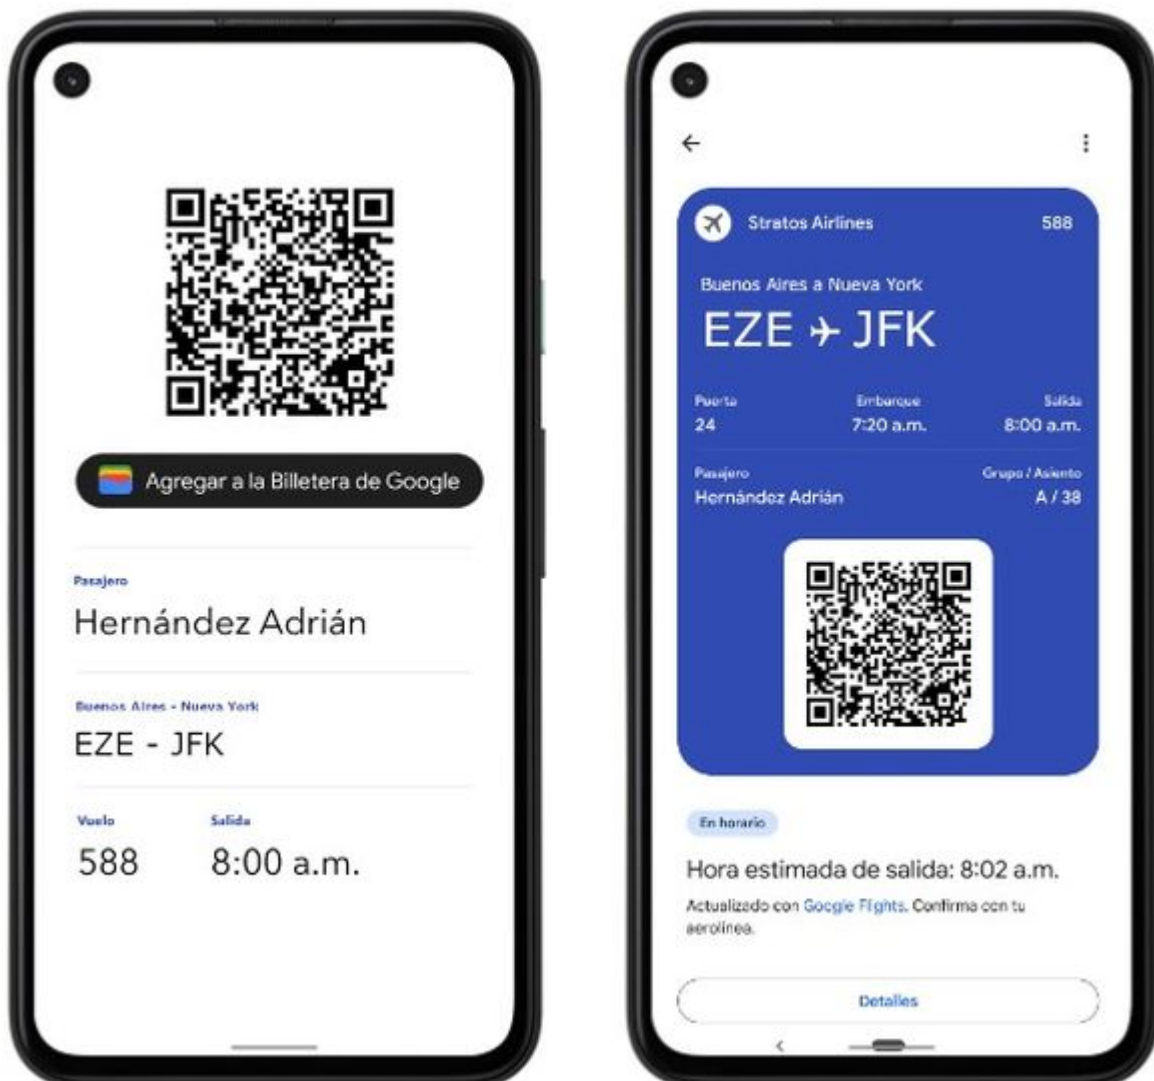 Agregar a la Billetera de Google
Pasajero
Hernández Adrián
Buenos Aires - Nueva York
EZE - JFK
Vuelo Salida
588 8:00 a.m.
Stratos Airlines 588
Buenos Aires a Nueva York
EZE JFK
Puerta Embarque Salida
24 7:20 a.m. 8:00 a.m.
Pasajero Grupo / Asiento
Hernández Adrián A / 38
En horario
Hora estimada de salida: 8:02 a.m.
Actualizado con Google Flights. Confirma con tu
aerolínea.
Detalles